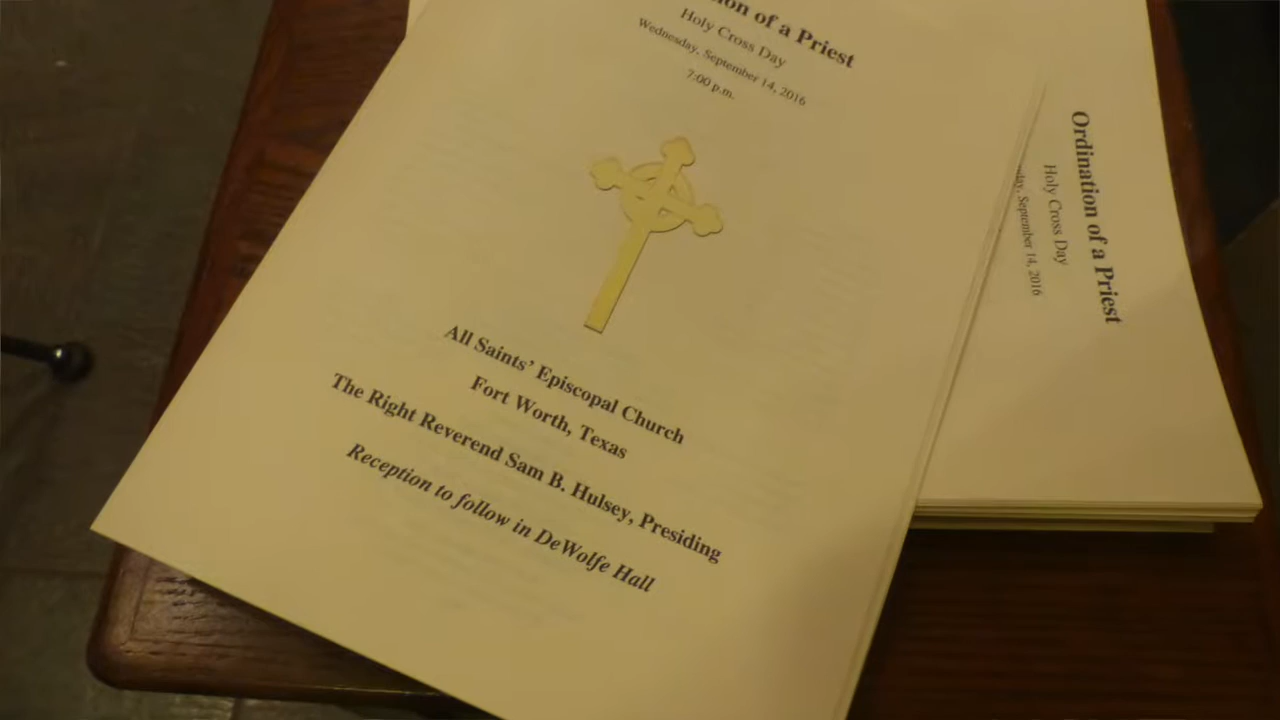 on of a Priest
Holy Cross Day
Wednesday, September 14, 2016
7:00 p.m.
All Saints' Episcopal Church
Fort Worth, Texas
The Right Reverend Sam B. Hulsey, Presiding
Reception to follow in DeWolfe Hall
Ordination of a Priest
Holy Cross Day
day, September 14, 2016